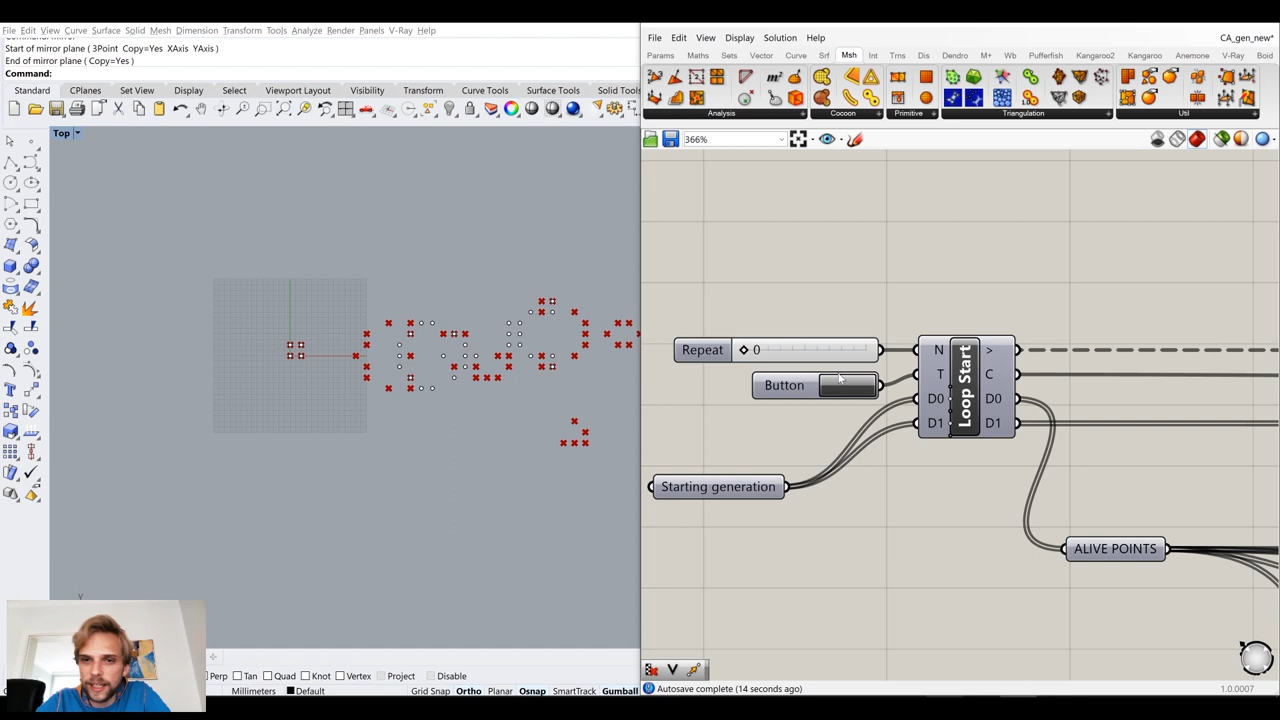 File Edit View Curve Surface Solid Mesh Dimension Transform Tools Analyze Render Panels V-Ray Help
Start of mirror plane ( 3Point Copy=Yes XAxis YAxis )
End of mirror plane ( Copy=Yes )
Command:
Standard CPlanes Set View Display Select Viewport Layout Visibility Transform Curve Tools Surface Tools Solid Tools
Top
y
Perp Tan Quad Knot Vertex Project Disable
Millimeters Default Grid Snap Ortho Planar Osnap SmartTrack Gumball
File Edit View Display Solution Help CA_gen_new*
Params Maths Sets Vector Curve Srf Msh Int Trns Dis Dendro M+ Wb Pufferfish Kangaroo2 Kangaroo Anemone V-Ray Boid
Analysis Cocoon Primitive Triangulation Util
366%
Repeat 0
Button
Starting generation
N
T
D0
D1
Loop Start
>
C
D0
D1
ALIVE POINTS
Autosave complete (14 seconds ago) 1.0.0007